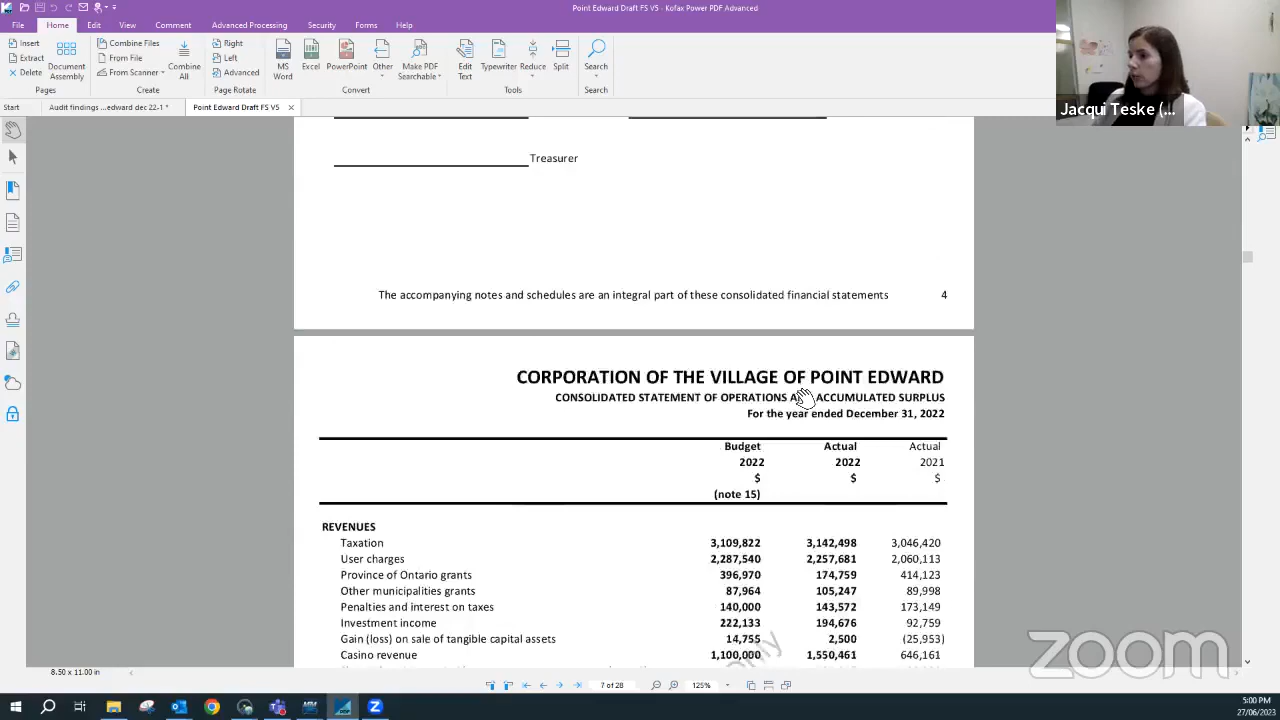 Point Edward Draft FS V5 - Kofax Power PDF Advanced
File Home Edit View Comment Advanced Processing Security Forms Help
Insert
Extract
Delete
Pages
Document Assembly
Combine Files
From File
From Scanner
Combine All
Create
Right
Left
Advanced
Page Rotate
MS Word
Excel
PowerPoint
Other
Make PDF Searchable
Convert
Edit Text
Typewriter
Reduce
Split
Tools
Search
Search
Jacqui Teske (...
Start Audit findings ...edward dec 22-1 * Point Edward Draft FS V5
Treasurer
The accompanying notes and schedules are an integral part of these consolidated financial statements 4
CORPORATION OF THE VILLAGE OF POINT EDWARD
CONSOLIDATED STATEMENT OF OPERATIONS ACCUMULATED SURPLUS
For the year ended December 31, 2022
Budget Actual Actual
2022 2022 2021
$ $ $
(note 15)
REVENUES
Taxation 3,109,822 3,142,498 3,046,420
User charges 2,287,540 2,257,681 2,060,113
Province of Ontario grants 396,970 174,759 414,123
Other municipalities grants 87,964 105,247 89,998
Penalties and interest on taxes 140,000 143,572 173,149
Investment income 222,133 194,676 92,759
Gain (loss) on sale of tangible capital assets 14,755 2,500 (25,953)
Casino revenue 1,100,000 1,550,461 646,161
zoom
8.50 x 11.00 in
7 of 28 125%
5:00 PM
27/06/2023